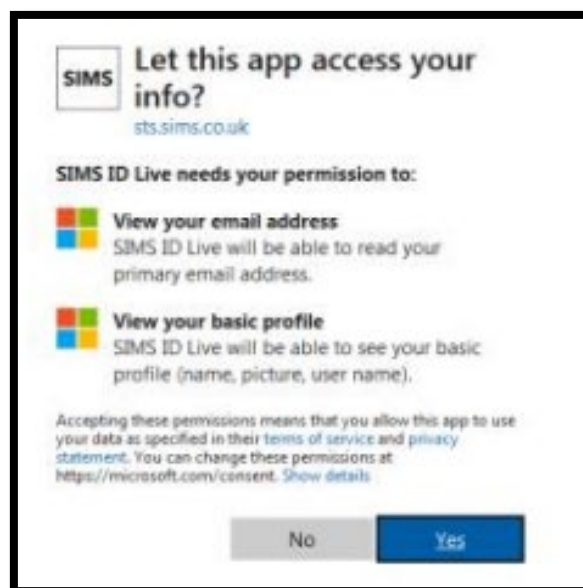 SIMS
Let this app access your
info?
sts.sims.co.uk
SIMS ID Live needs your permission to:
View your email address
SIMS ID Live will be able to read your
primary email address.
View your basic profile
SIMS ID Live will be able to see your basic
profile (name, picture, user name).
Accepting these permissions means that you allow this app to use
your data as specified in their terms of service and privacy
statement. You can change these permissions at
https://microsoft.com/consent. Show details
No
Yes